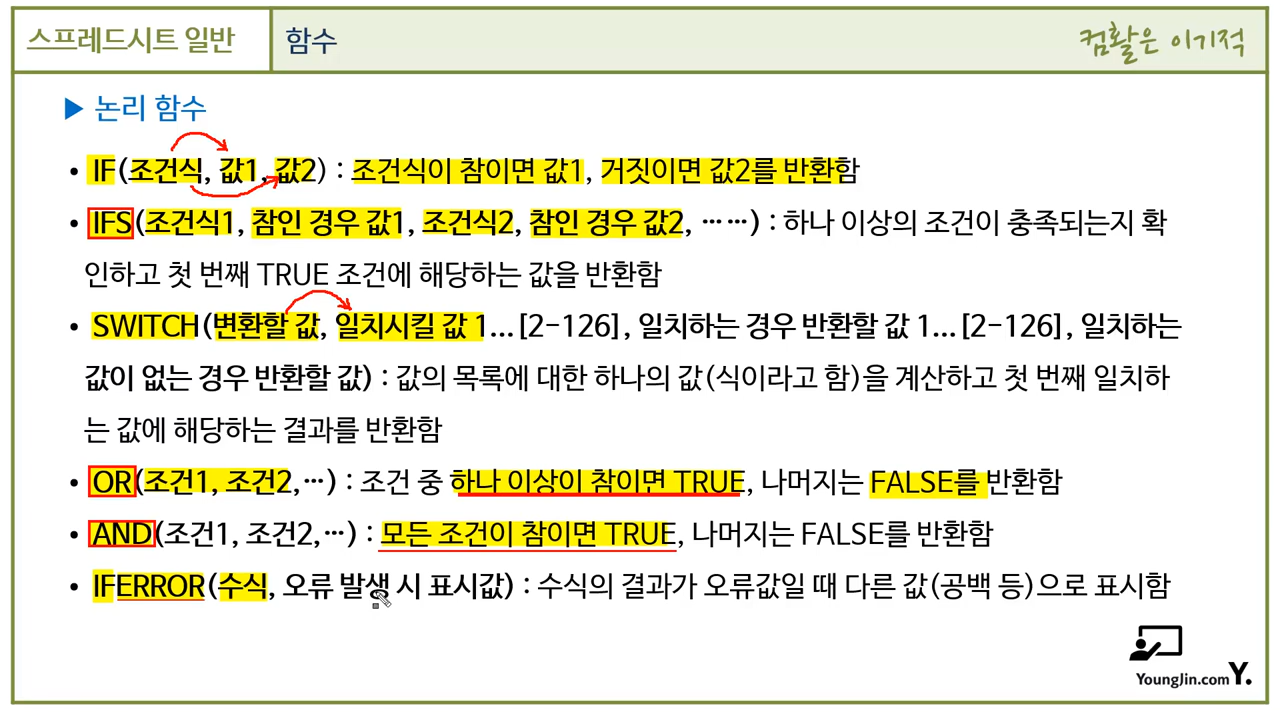 스프레드시트 일반
함수
컴활은 이기적
▶ 논리 함수
• IF(조건식, 값1, 값2) : 조건식이 참이면 값1, 거짓이면 값2를 반환함
• IFS(조건식1, 참인 경우 값1, 조건식2, 참인 경우 값2, ⋯⋯) : 하나 이상의 조건이 충족되는지 확
인하고 첫 번째 TRUE 조건에 해당하는 값을 반환함
• SWITCH(변환할 값, 일치시킬 값 1...[2-126], 일치하는 경우 반환할 값 1...[2-126], 일치하는
값이 없는 경우 반환할 값) : 값의 목록에 대한 하나의 값(식이라고 함)을 계산하고 첫 번째 일치하
는 값에 해당하는 결과를 반환함
• OR(조건1, 조건2,⋯) : 조건 중 하나 이상이 참이면 TRUE, 나머지는 FALSE를 반환함
• AND(조건1, 조건2,⋯) : 모든 조건이 참이면 TRUE, 나머지는 FALSE를 반환함
• IFERROR(수식, 오류 발생 시 표시값) : 수식의 결과가 오류값일 때 다른 값(공백 등)으로 표시함
YoungJin.com Y.